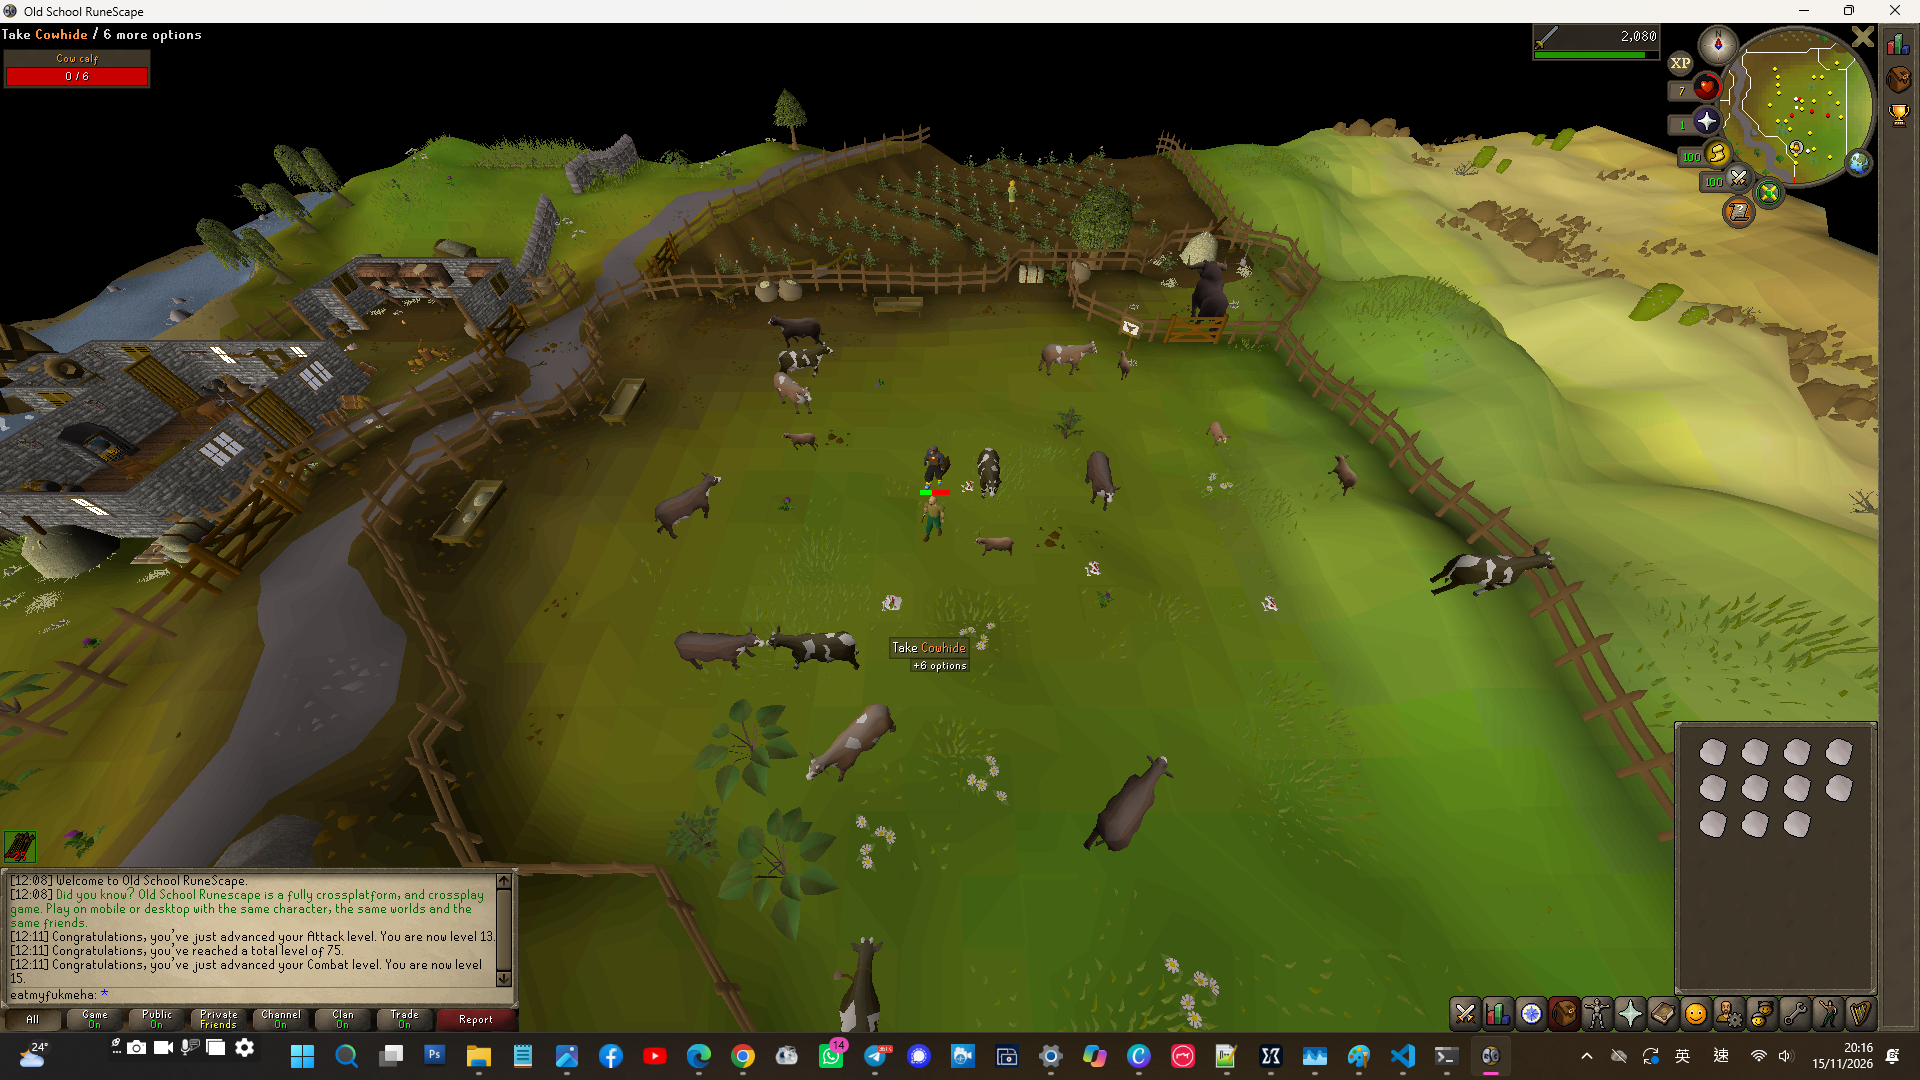 Old School RuneScape
Take Cowhide / 6 more options
Cow calf
0 / 6
2,080
N
XP
7
1
100
100
Take Cowhide
+6 options
23
[12:08] Welcome to Old School RuneScape.
[12:08] Did you know? Old School Runescape is a fully crossplatform, and crossplay
game. Play on mobile or desktop with the same character, the same worlds and the
same friends.
[12:11] Congratulations, you've just advanced your Attack level. You are now level 13.
[12:11] Congratulations, you've reached a total level of 75.
[12:11] Congratulations, you've just advanced your Combat level. You are now level
15.
eatmyfukmeha: *
All
Game
On
Public
On
Private
Friends
Channel
On
Clan
On
Trade
On
Report
24°
Ps
14
英
速
20:16
15/11/2026